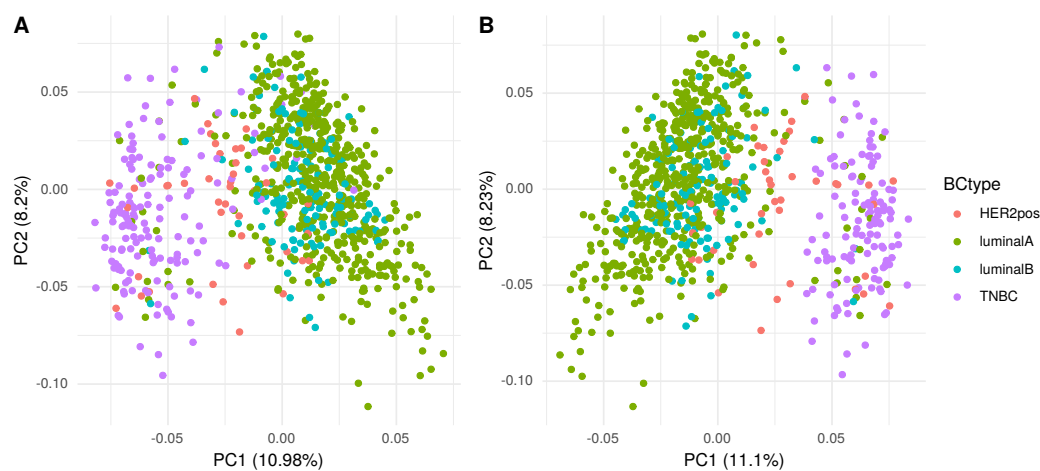 A
B
0.05
0.00
-0.05
-0.10
PC2 (8.2%)
-0.05
0.00
0.05
PC1 (10.98%)
0.05
0.00
-0.05
-0.10
PC2 (8.23%)
-0.05
0.00
0.05
PC1 (11.1%)
BCtype
HER2pos
luminalA
luminalB
TNBC